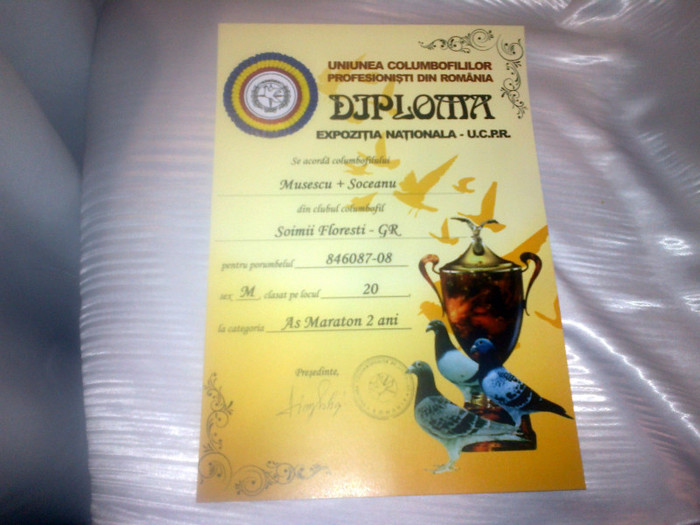 UNIUNEA COLUMBOFILILOR
PROFESIONIȘTI DIN ROMÂNIA
DIPLOMA
EXPOZIȚIA NAȚIONALA - U.C.P.R.
Se acordă columbofilului
Musescu + Soceanu
din clubul columbofil
Soimii Floresti - GR
pentru porumbelul 846087-08
sex M, clasat pe locul 20
la categoria As Maraton 2 ani
Președinte,